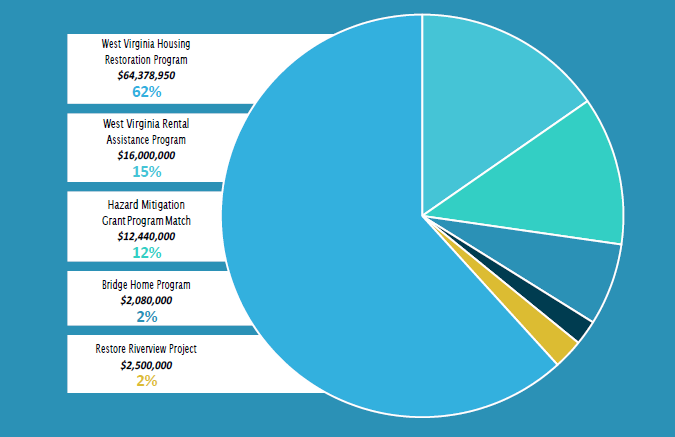 West Virginia Housing
Restoration Program
$64,378,950
62%
West Virginia Rental
Assistance Program
$16,000,000
15%
Hazard Mitigation
Grant Program Match
$12,440,000
12%
Bridge Home Program
$2,080,000
2%
Restore Riverview Project
$2,500,000
2%